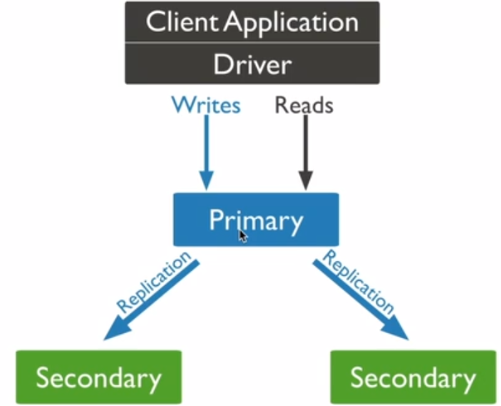 Client Application
Driver
Writes
Reads
Primary
Replication
Replication
Secondary
Secondary